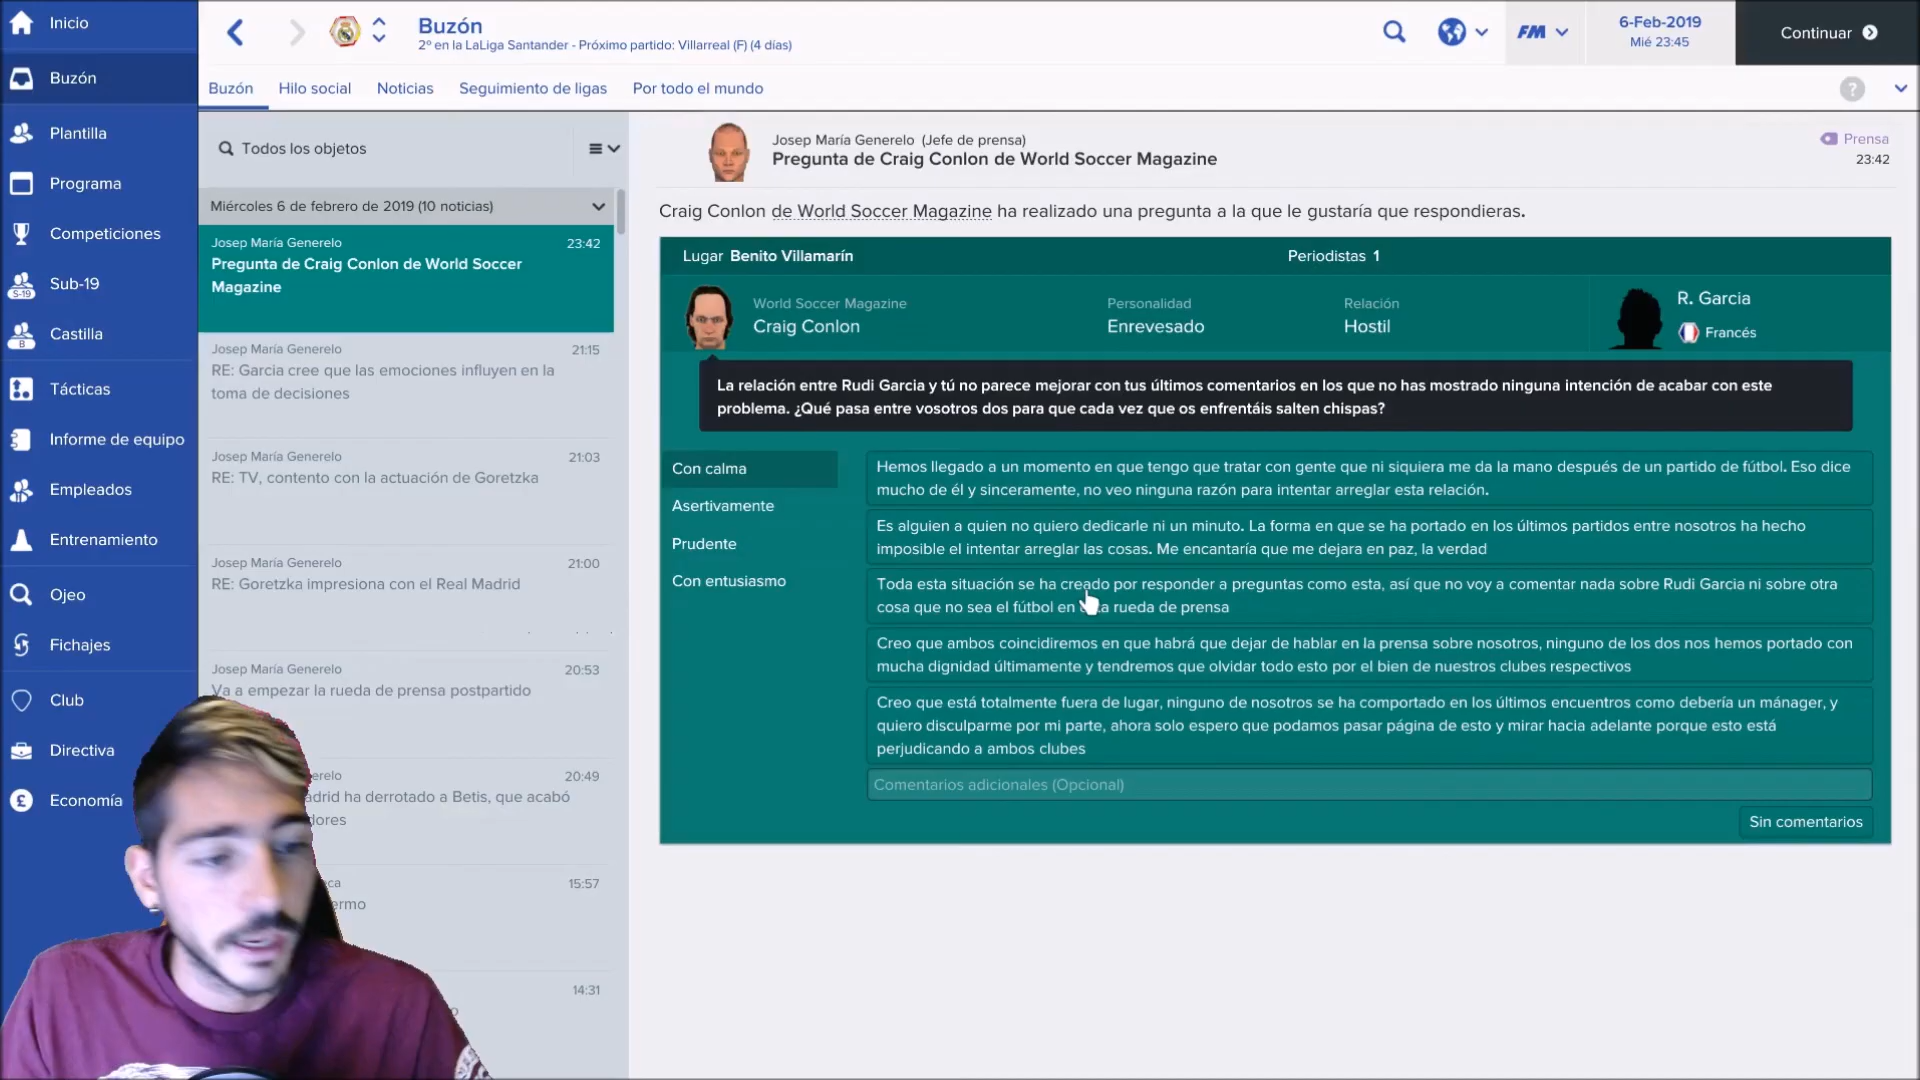 Inicio
Buzón
Plantilla
Programa
Competiciones
Sub-19
S-19
Castilla
B
Tácticas
Informe de equipo
Empleados
Entrenamiento
Ojeo
Fichajes
Club
Directiva
Economía
Buzón
2º en la LaLiga Santander - Próximo partido: Villarreal (F) (4 días)
FM
6-Feb-2019
Mié 23:45
Continuar
Buzón
Hilo social
Noticias
Seguimiento de ligas
Por todo el mundo
?
Todos los objetos
Miércoles 6 de febrero de 2019 (10 noticias)
Josep María Generelo
23:42
Pregunta de Craig Conlon de World Soccer
Magazine
Josep María Generelo
21:15
RE: Garcia cree que las emociones influyen en la
toma de decisiones
Josep María Generelo
21:03
RE: TV, contento con la actuación de Goretzka
Josep María Generelo
21:00
RE: Goretzka impresiona con el Real Madrid
Josep María Generelo
20:53
Va a empezar la rueda de prensa postpartido
20:49
ha derrotado a Betis, que acabó
15:57
14:31
Josep María Generelo (Jefe de prensa)
Pregunta de Craig Conlon de World Soccer Magazine
Prensa
23:42
Craig Conlon de World Soccer Magazine ha realizado una pregunta a la que le gustaría que respondieras.
Lugar Benito Villamarín
Periodistas 1
World Soccer Magazine
Craig Conlon
Personalidad
Enrevesado
Relación
Hostil
R. Garcia
Francés
La relación entre Rudi Garcia y tú no parece mejorar con tus últimos comentarios en los que no has mostrado ninguna intención de acabar con este
problema. ¿Qué pasa entre vosotros dos para que cada vez que os enfrentáis salten chispas?
Con calma
Asertivamente
Prudente
Con entusiasmo
Hemos llegado a un momento en que tengo que tratar con gente que ni siquiera me da la mano después de un partido de fútbol. Eso dice
mucho de él y sinceramente, no veo ninguna razón para intentar arreglar esta relación.
Es alguien a quien no quiero dedicarle ni un minuto. La forma en que se ha portado en los últimos partidos entre nosotros ha hecho
imposible el intentar arreglar las cosas. Me encantaría que me dejara en paz, la verdad
Toda esta situación se ha creado por responder a preguntas como esta, así que no voy a comentar nada sobre Rudi Garcia ni sobre otra
cosa que no sea el fútbol en esta rueda de prensa
Creo que ambos coincidiremos en que habrá que dejar de hablar en la prensa sobre nosotros, ninguno de los dos nos hemos portado con
mucha dignidad últimamente y tendremos que olvidar todo esto por el bien de nuestros clubes respectivos
Creo que está totalmente fuera de lugar, ninguno de nosotros se ha comportado en los últimos encuentros como debería un mánager, y
quiero disculparme por mi parte, ahora solo espero que podamos pasar página de esto y mirar hacia adelante porque esto está
perjudicando a ambos clubes
Comentarios adicionales (Opcional)
Sin comentarios